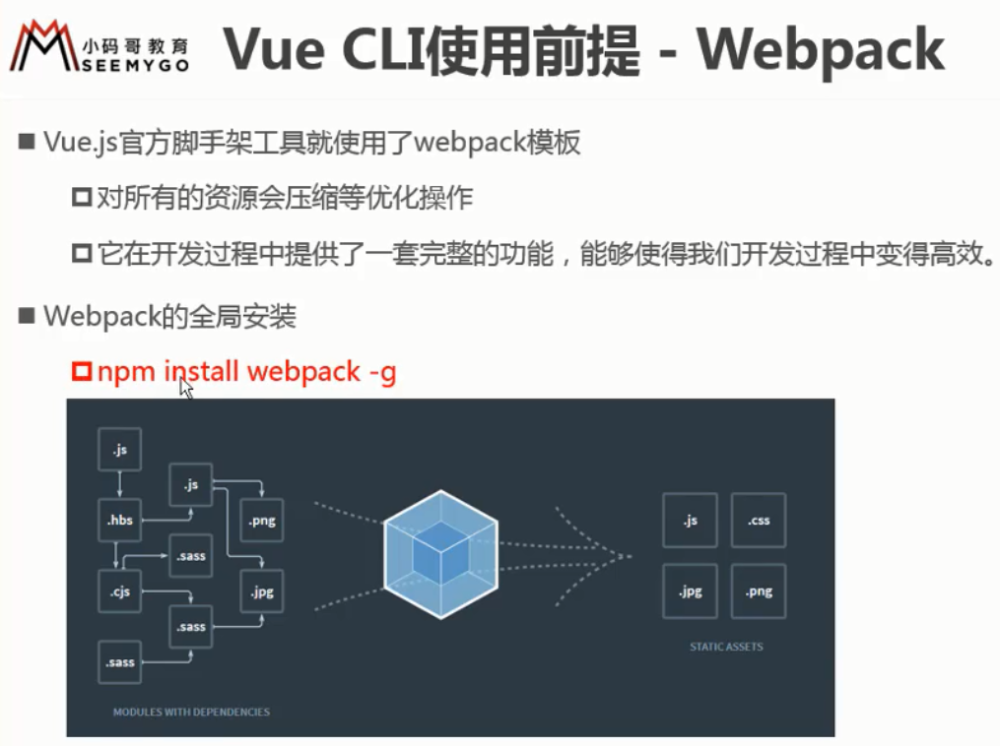 小码哥教育
SEEMYGO
Vue CLI使用前提 - Webpack
Vue.js官方脚手架工具就使用了webpack模板
对所有的资源会压缩等优化操作
它在开发过程中提供了一套完整的功能，能够使得我们开发过程中变得高效。
Webpack的全局安装
npm install webpack -g
.js
.js
.hbs
.png
.sass
.cjs
.jpg
.sass
.sass
MODULES WITH DEPENDENCIES
.js
.css
.jpg
.png
STATIC ASSETS